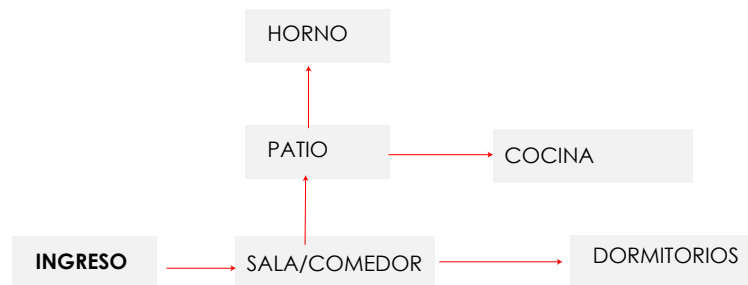 HORNO
PATIO
COCINA
INGRESO
SALA/COMEDOR
DORMITORIOS